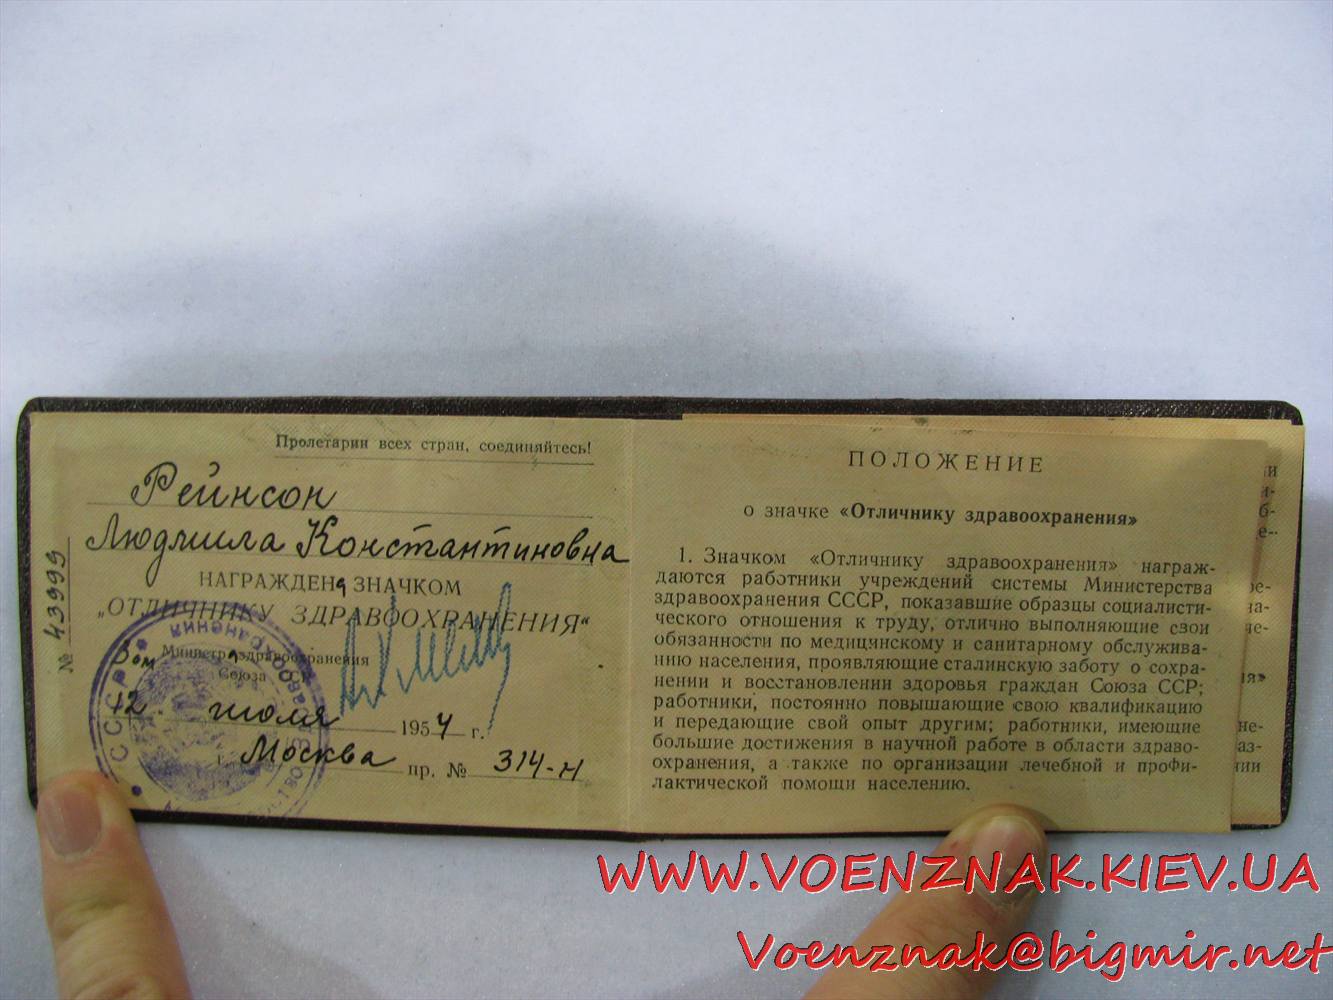 Пролетарии всех стран, соединяйтесь!
Рейнсон
Людмила Константиновна
НАГРАЖДЕНа ЗНАЧКОМ
„ОТЛИЧНИКУ ЗДРАВООХРАНЕНИЯ“
Зам Министра здравоохранения
Союза ССР
12. июля 1954 г.
г. Москва пр. № 314-н
№ 43999
СССР
ПОЛОЖЕНИЕ
о значке «Отличнику здравоохранения»
1. Значком «Отличнику здравоохранения» награж-
даются работники учреждений системы Министерства
здравоохранения СССР, показавшие образцы социалисти-
ческого отношения к труду, отлично выполняющие свои
обязанности по медицинскому и санитарному обслужива-
нию населения, проявляющие сталинскую заботу о сохра-
нении и восстановлении здоровья граждан Союза ССР;
работники, постоянно повышающие свою квалификацию
и передающие свой опыт другим; работники, имеющие
большие достижения в научной работе в области здраво-
охранения, а также по организации лечебной и профи-
лактической помощи населению.
WWW.VOENZNAK.KIEV.UA
Voenznak@bigmir.net